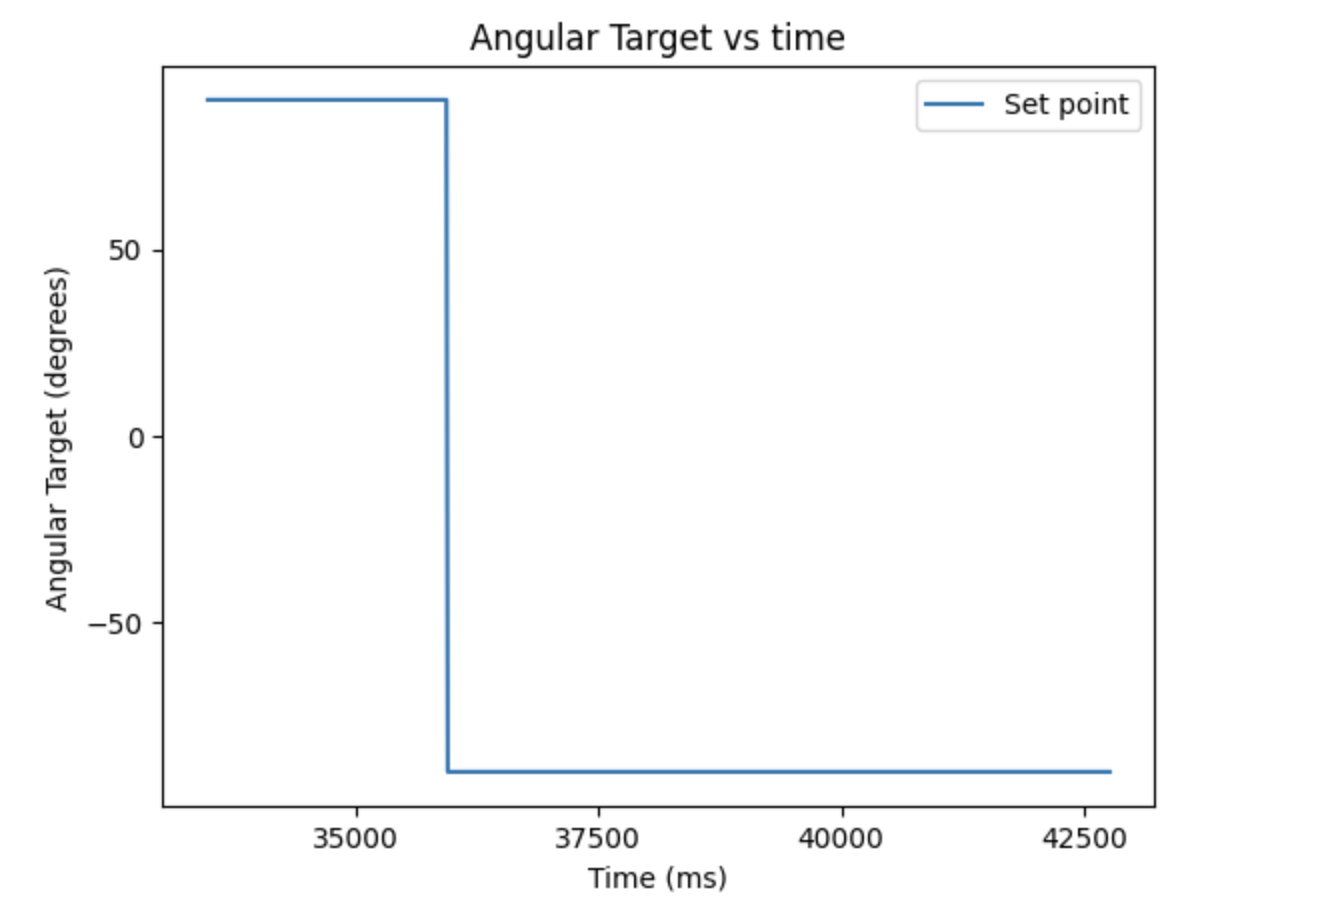 Angular Target vs time
Set point
Angular Target (degrees)
50
0
−50
35000
37500
40000
42500
Time (ms)